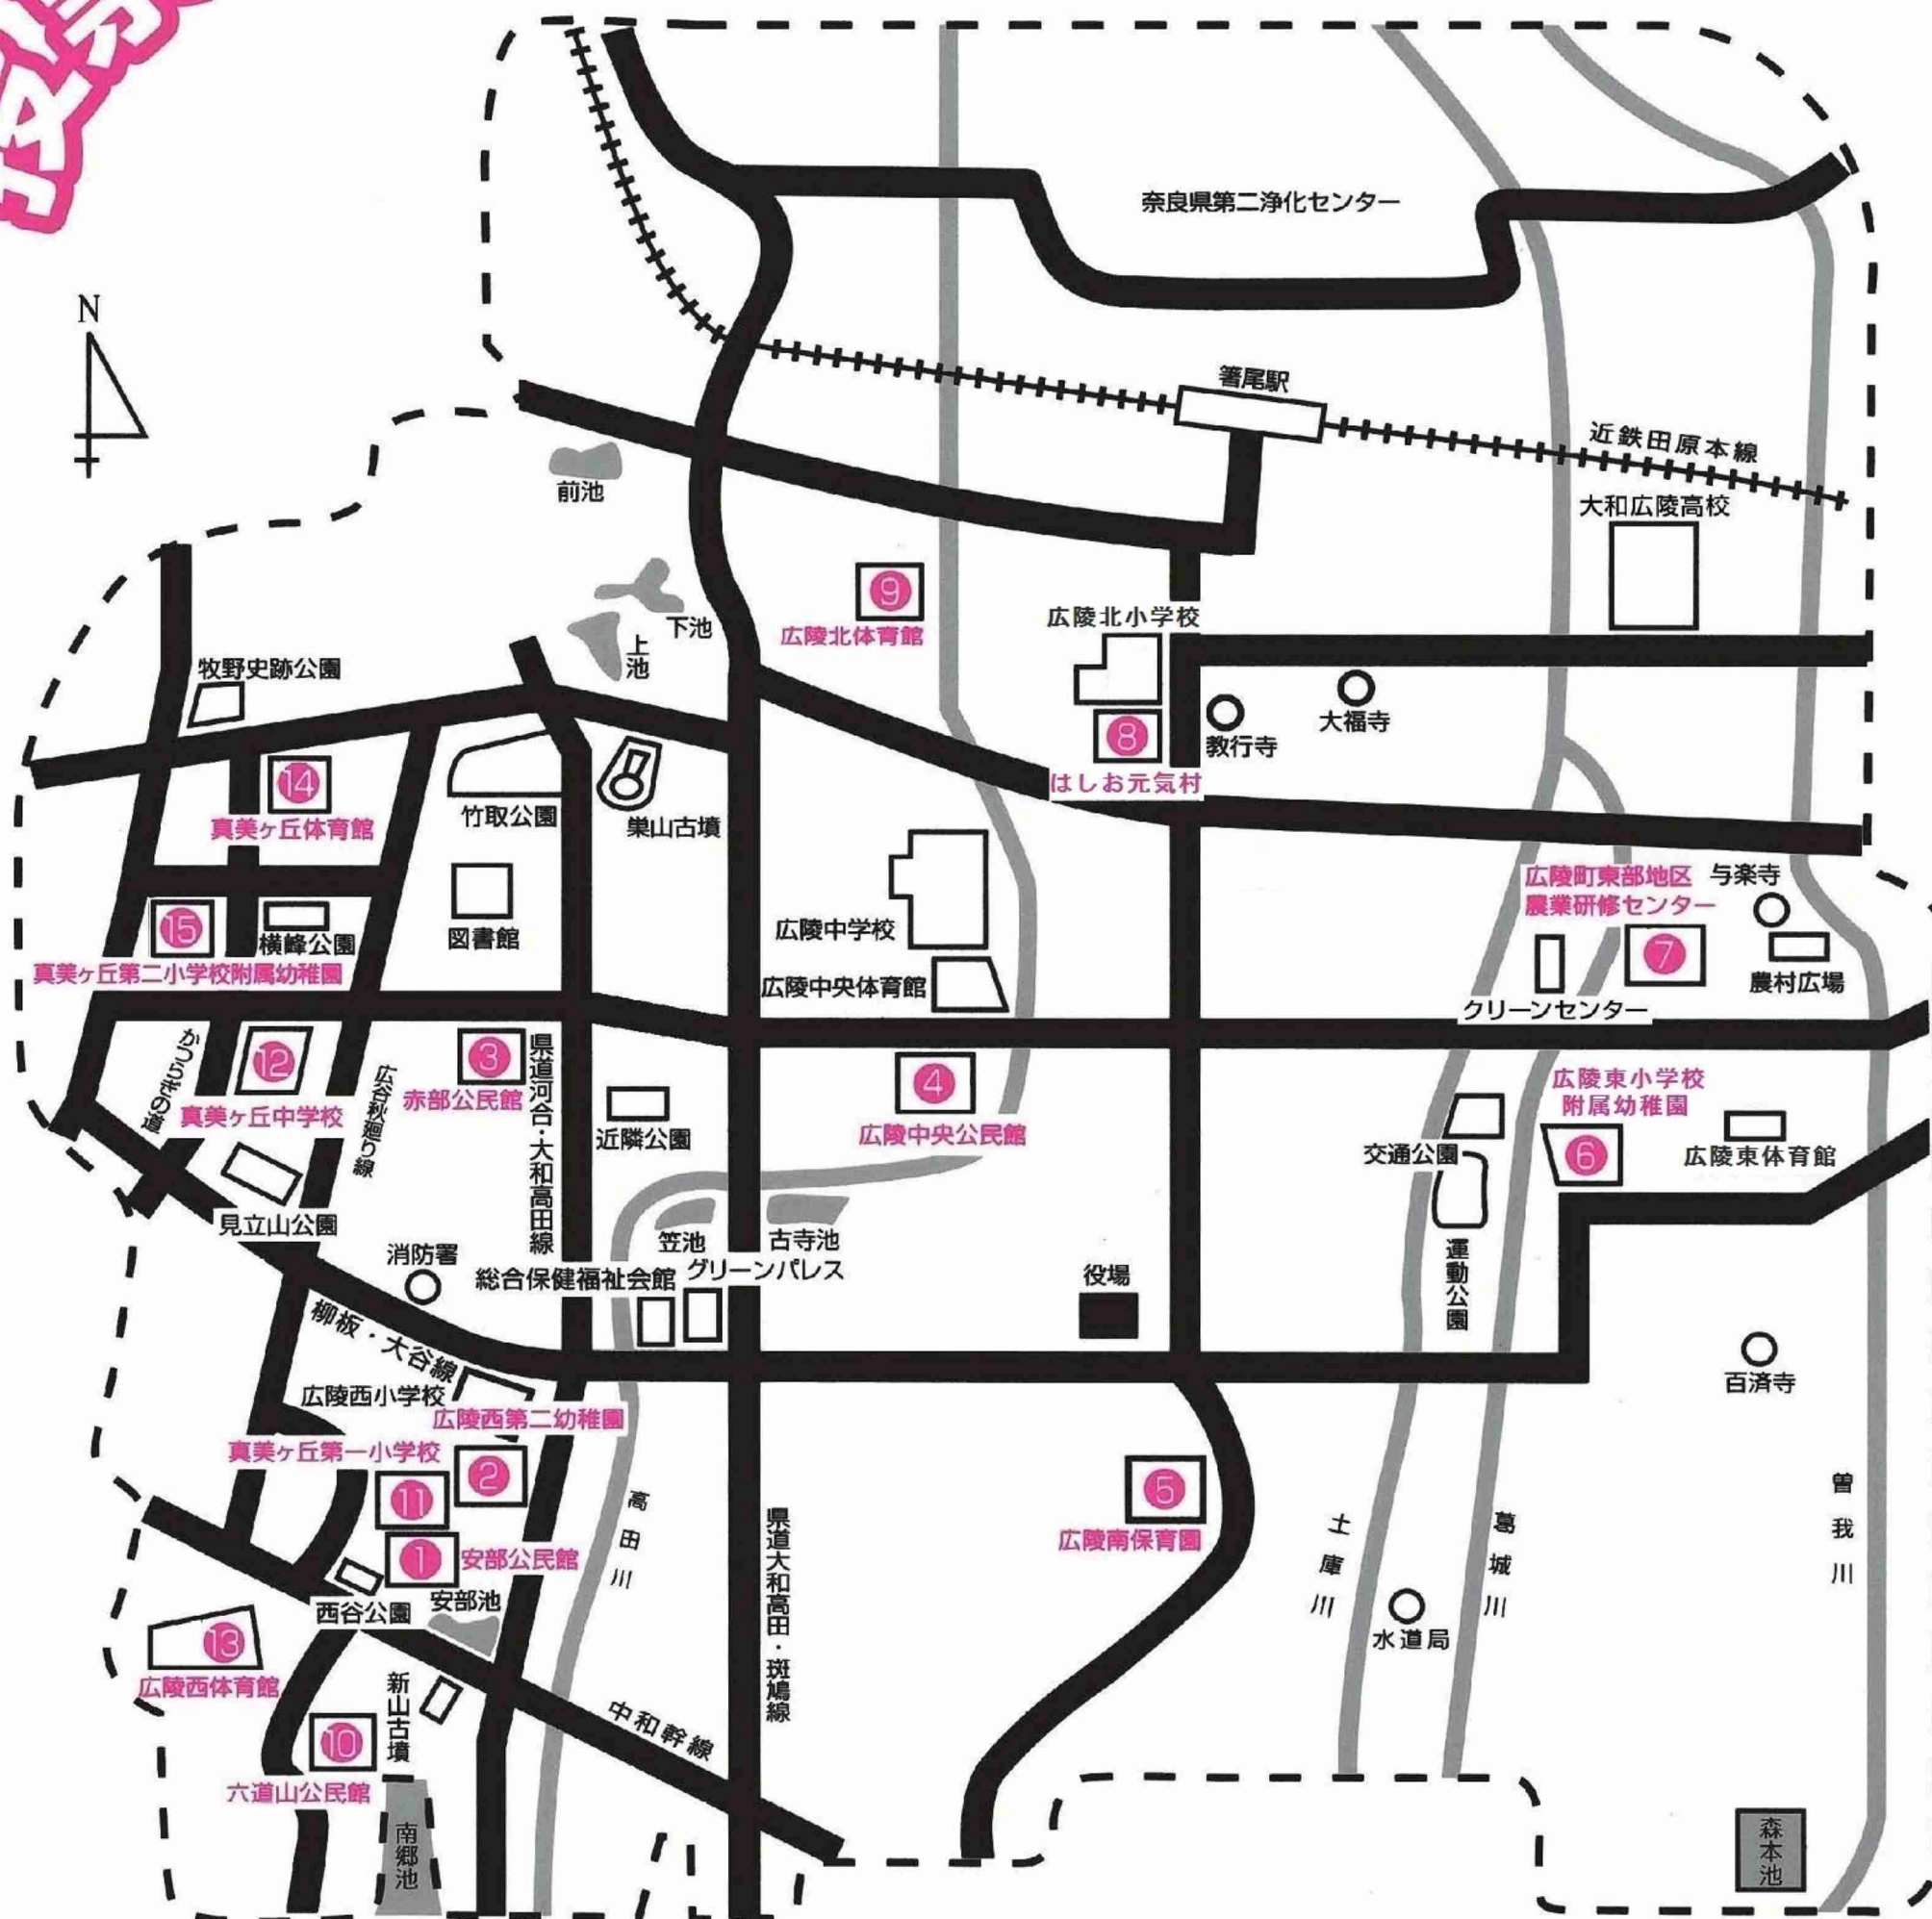 N
奈良県第二浄化センター
箸尾駅
近鉄田原本線
大和広陵高校
前池
下池
上池
9
広陵北体育館
広陵北小学校
8
はしお元気村
教行寺
大福寺
牧野史跡公園
14
真美ヶ丘体育館
竹取公園
巣山古墳
図書館
15
横峰公園
真美ヶ丘第二小学校附属幼稚園
広陵中学校
広陵中央体育館
広陵町東部地区
農業研修センター
与楽寺
7
農村広場
クリーンセンター
かつらぎの道
12
真美ヶ丘中学校
広谷秋廻り線
3
赤部公民館
県道河合・大和高田線
近隣公園
4
広陵中央公民館
広陵東小学校
附属幼稚園
6
広陵東体育館
交通公園
運動公園
見立山公園
消防署
笠池
古寺池
総合保健福祉会館
グリーンパレス
役場
柳板・大谷線
広陵西小学校
広陵西第二幼稚園
2
真美ヶ丘第一小学校
11
1
安部公民館
安部池
西谷公園
13
広陵西体育館
新山古墳
10
六道山公民館
南郷池
高田川
県道大和高田・斑鳩線
中和幹線
5
広陵南保育園
土庫川
葛城川
水道局
百済寺
曽我川
森本池